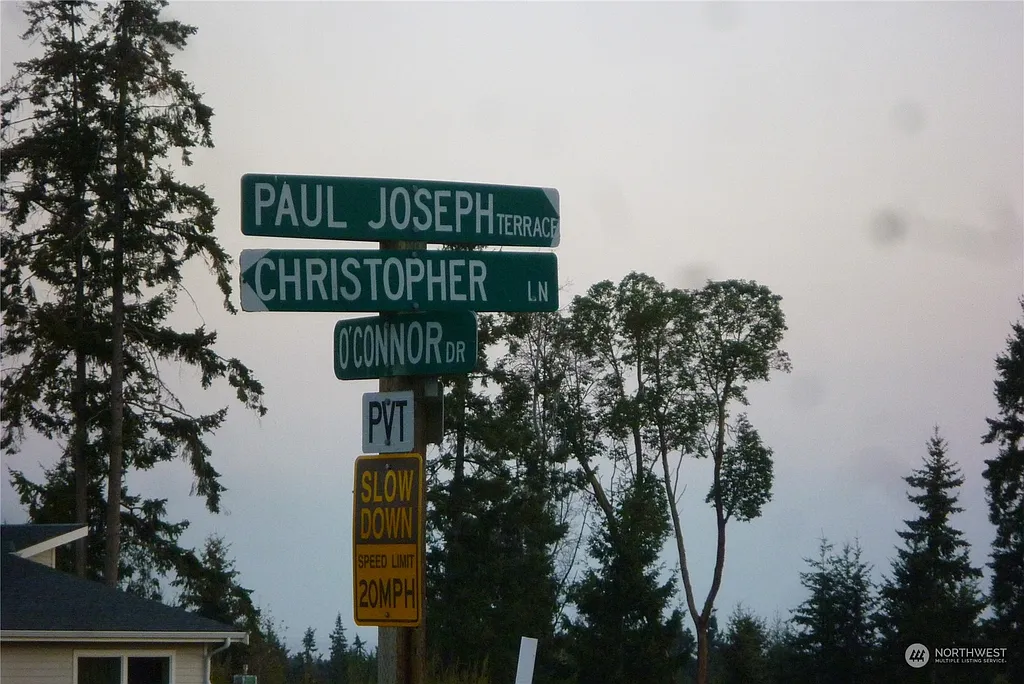 PAUL JOSEPH TERRACE
CHRISTOPHER LN
O'CONNOR DR
PVT
SLOW
DOWN
SPEED LIMIT
20MPH
NORTHWEST
MULTIPLE LISTING SERVICE